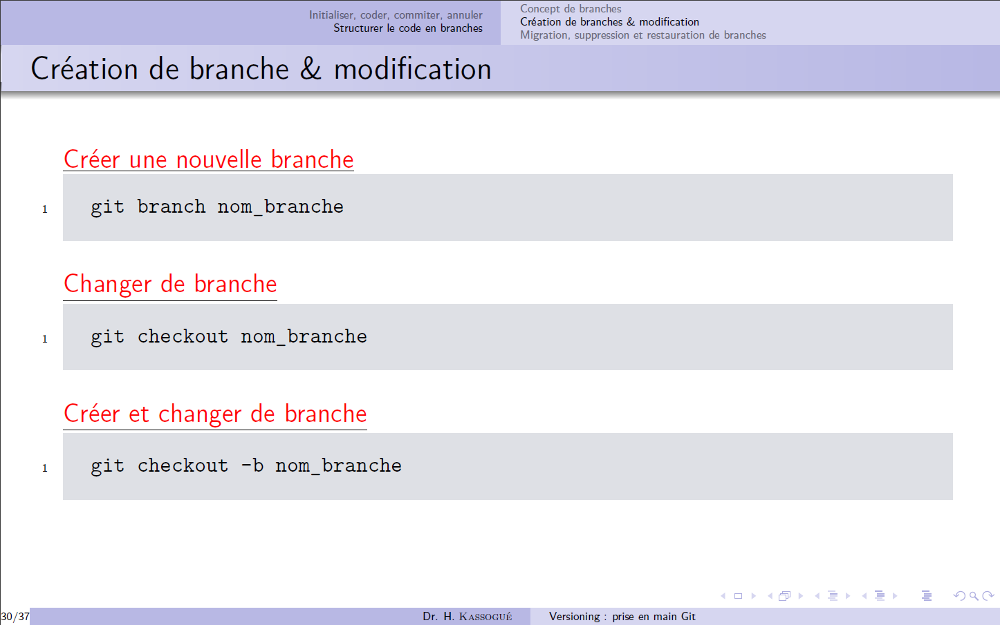 Initialiser, coder, commiter, annuler
Structurer le code en branches
Concept de branches
Création de branches & modification
Migration, suppression et restauration de branches
Création de branche & modification
Créer une nouvelle branche
1 git branch nom_branche
Changer de branche
1 git checkout nom_branche
Créer et changer de branche
1 git checkout -b nom_branche
30/37 Dr. H. Kassogué Versioning : prise en main Git